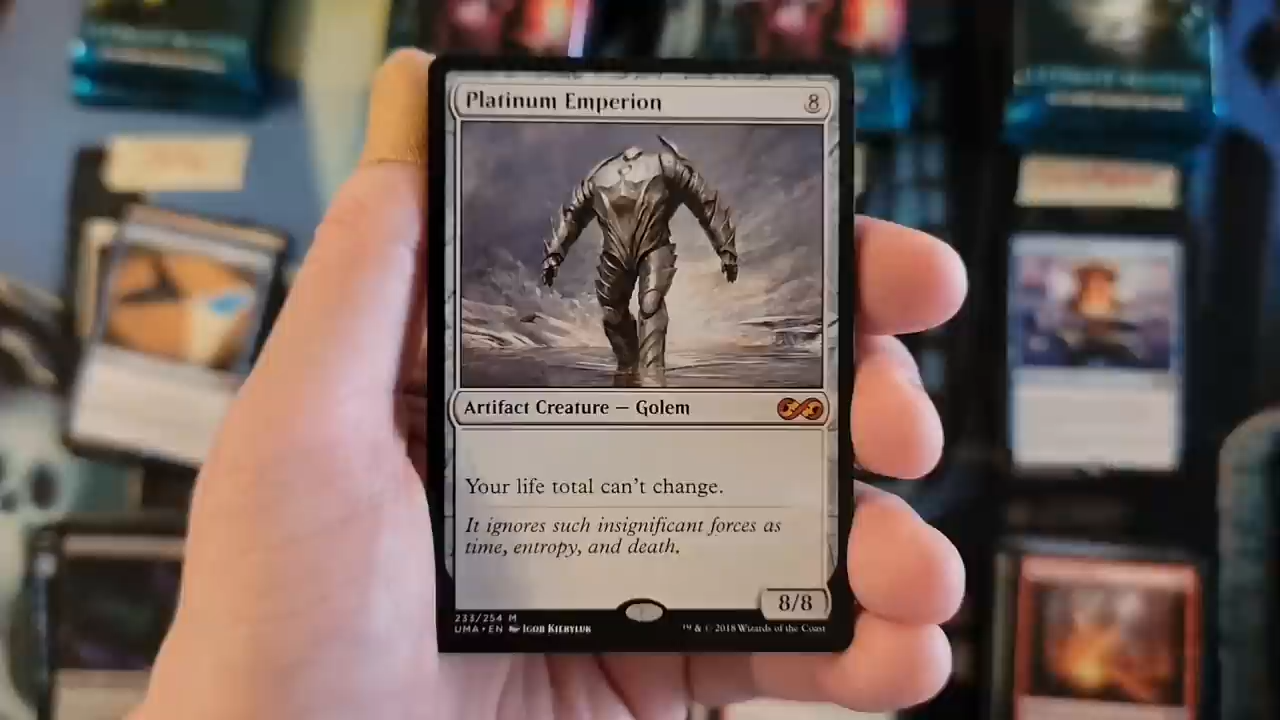 Platinum Emperion 8
Artifact Creature — Golem
Your life total can't change.
It ignores such insignificant forces as
time, entropy, and death.
8/8
233/254 M
UMA • EN Igor Kieryluk
™ & © 2018 Wizards of the Coast